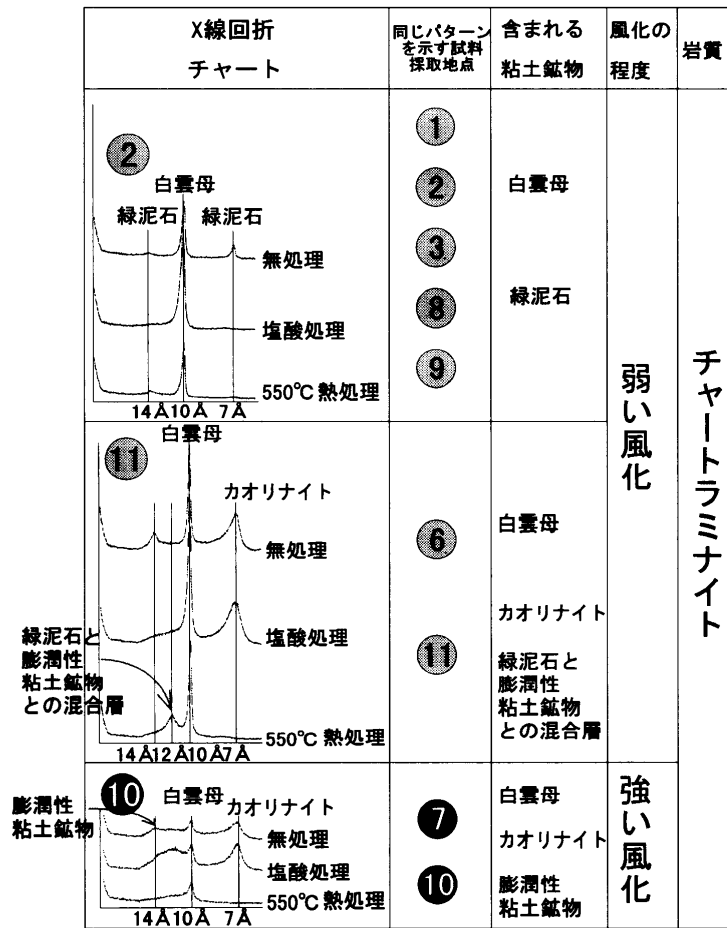 X線回折
チャート
同じパターン
を示す試料
採取地点
含まれる
粘土鉱物
風化の
程度
岩質
2
白雲母
緑泥石
緑泥石
無処理
塩酸処理
550℃ 熱処理
14Å 10Å 7Å
1
2
3
8
9
白雲母
緑泥石
弱い風化
チャートラミナイト
11
白雲母
カオリナイト
無処理
塩酸処理
緑泥石と
膨潤性
粘土鉱物
との混合層
550℃ 熱処理
14Å 12Å 10Å 7Å
6
11
白雲母
カオリナイト
緑泥石と
膨潤性
粘土鉱物
との混合層
10
白雲母
カオリナイト
膨潤性
粘土鉱物
無処理
塩酸処理
550℃ 熱処理
14Å 10Å 7Å
7
10
白雲母
カオリナイト
膨潤性
粘土鉱物
強い風化